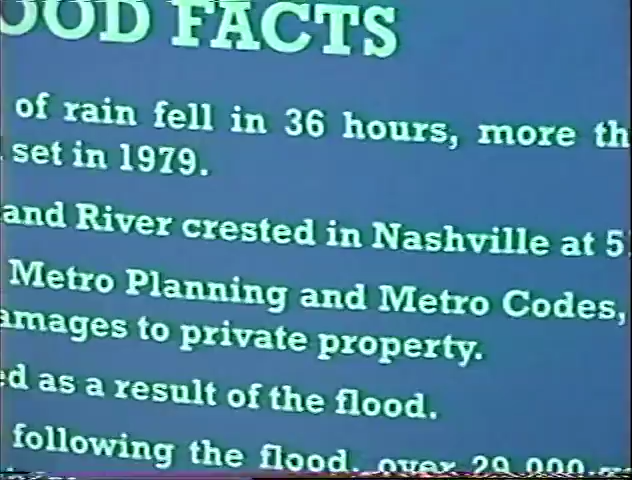 OOD FACTS
of rain fell in 36 hours, more th
set in 1979.
and River crested in Nashville at 5
Metro Planning and Metro Codes,
amages to private property.
ed as a result of the flood.
following the flood, over 29,000